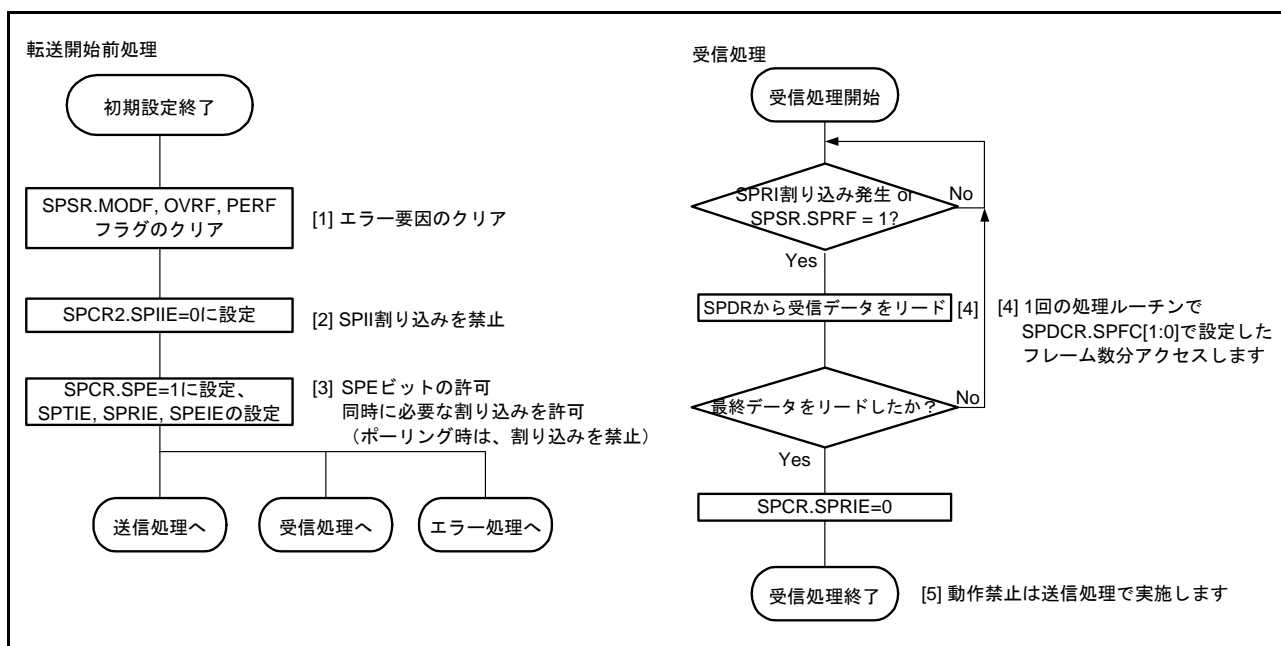 転送開始前処理
初期設定終了
SPSR.MODF, OVRF, PERF
フラグのクリア
[1] エラー要因のクリア
SPCR2.SPIIE=0に設定
[2] SPII割り込みを禁止
SPCR.SPE=1に設定、
SPTIE, SPRIE, SPEIEの設定
[3] SPEビットの許可
同時に必要な割り込みを許可
（ポーリング時は、割り込みを禁止）
送信処理へ
受信処理へ
エラー処理へ
受信処理
受信処理開始
SPRI割り込み発生 or
SPSR.SPRF = 1?
No
Yes
SPDRから受信データをリード
[4]
[4] 1回の処理ルーチンで
SPDCR.SPFC[1:0]で設定した
フレーム数分アクセスします
最終データをリードしたか？
No
Yes
SPCR.SPRIE=0
受信処理終了
[5] 動作禁止は送信処理で実施します